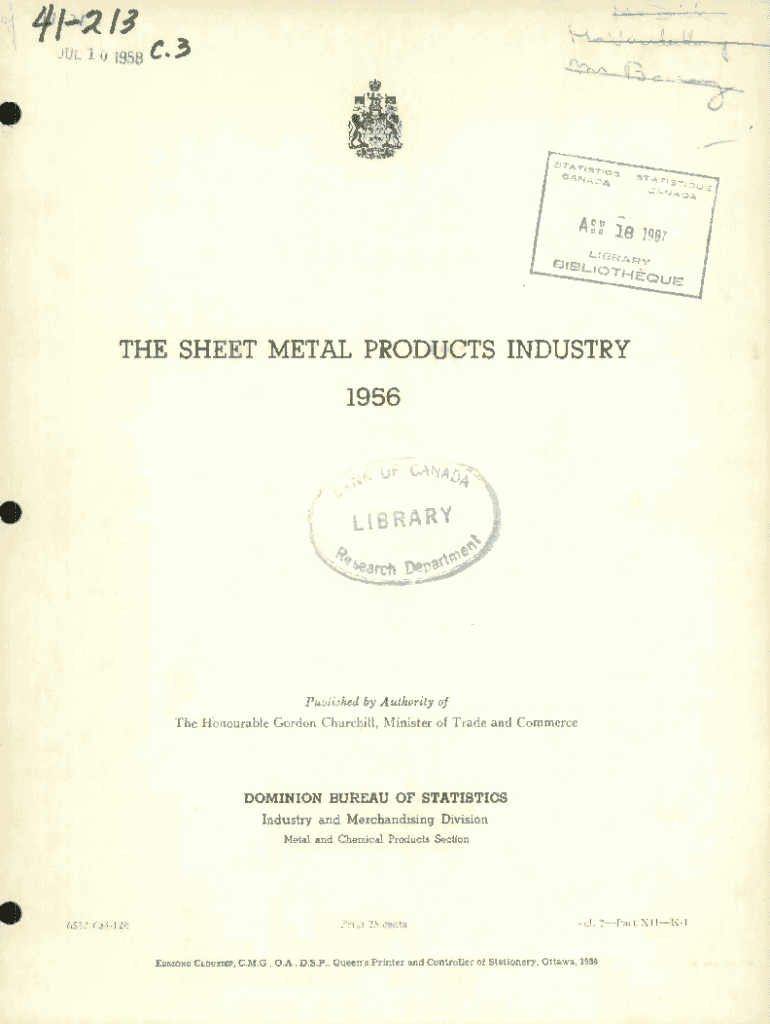 41-213
JUL 10 1958 C.3
STATISTICS STATISTIQUE
CANADA CANADA
18 1987
LIBRARY
BIBLIOTHÈQUE
THE SHEET METAL PRODUCTS INDUSTRY
1956
BANK OF CANADA
LIBRARY
Research Department
Published by Authority of
The Honourable Gordon Churchill, Minister of Trade and Commerce
DOMINION BUREAU OF STATISTICS
Industry and Merchandising Division
Metal and Chemical Products Section
Price 25 cents
Part XII—K-1
EDMOND CLOUTIER, C.M.G., O.A., D.S.P., Queen's Printer and Controller of Stationery, Ottawa, 1958